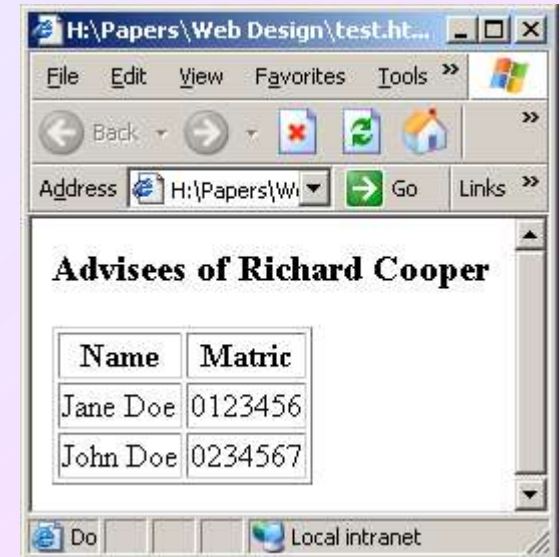 H:\Papers\Web Design\test.ht...
File Edit View Favorites Tools »
Back »
Address H:\Papers\W Go Links »
Advisees of Richard Cooper
Name Matric
Jane Doe 0123456
John Doe 0234567
Do Local intranet